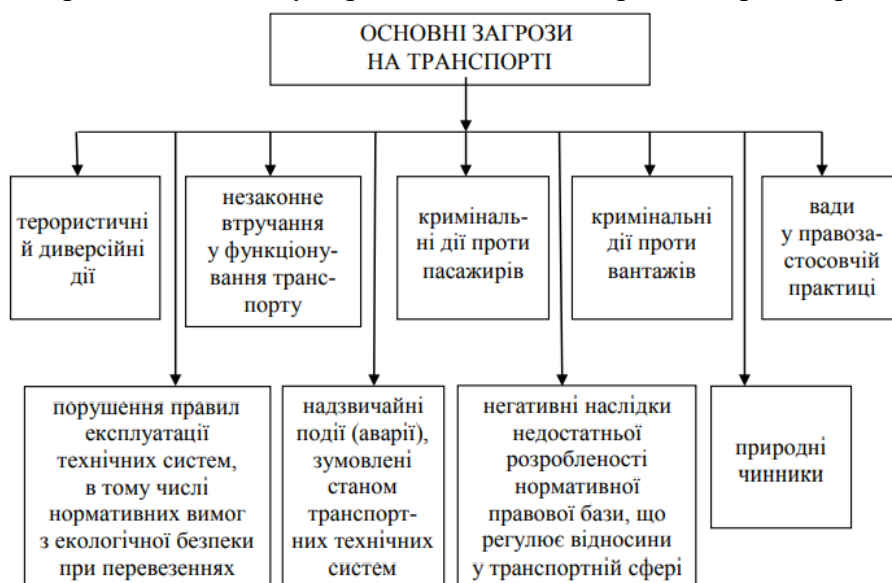 ОСНОВНІ ЗАГРОЗИ
НА ТРАНСПОРТІ
терористичні
й диверсійні
дії
незаконне
втручання
у функціону-
вання транс-
порту
криміналь-
ні дії проти
пасажирів
кримінальні
дії проти
вантажів
вади
у правоза-
стосовчій
практиці
порушення правил
експлуатації
технічних систем,
в тому числі
нормативних вимог
з екологічної безпеки
при перевезеннях
надзвичайні
події (аварії),
зумовлені
станом
транспорт-
них технічних
систем
негативні наслідки
недостатньої
розробленості
нормативної
правової бази, що
регулює відносини
у транспортній сфері
природні
чинники